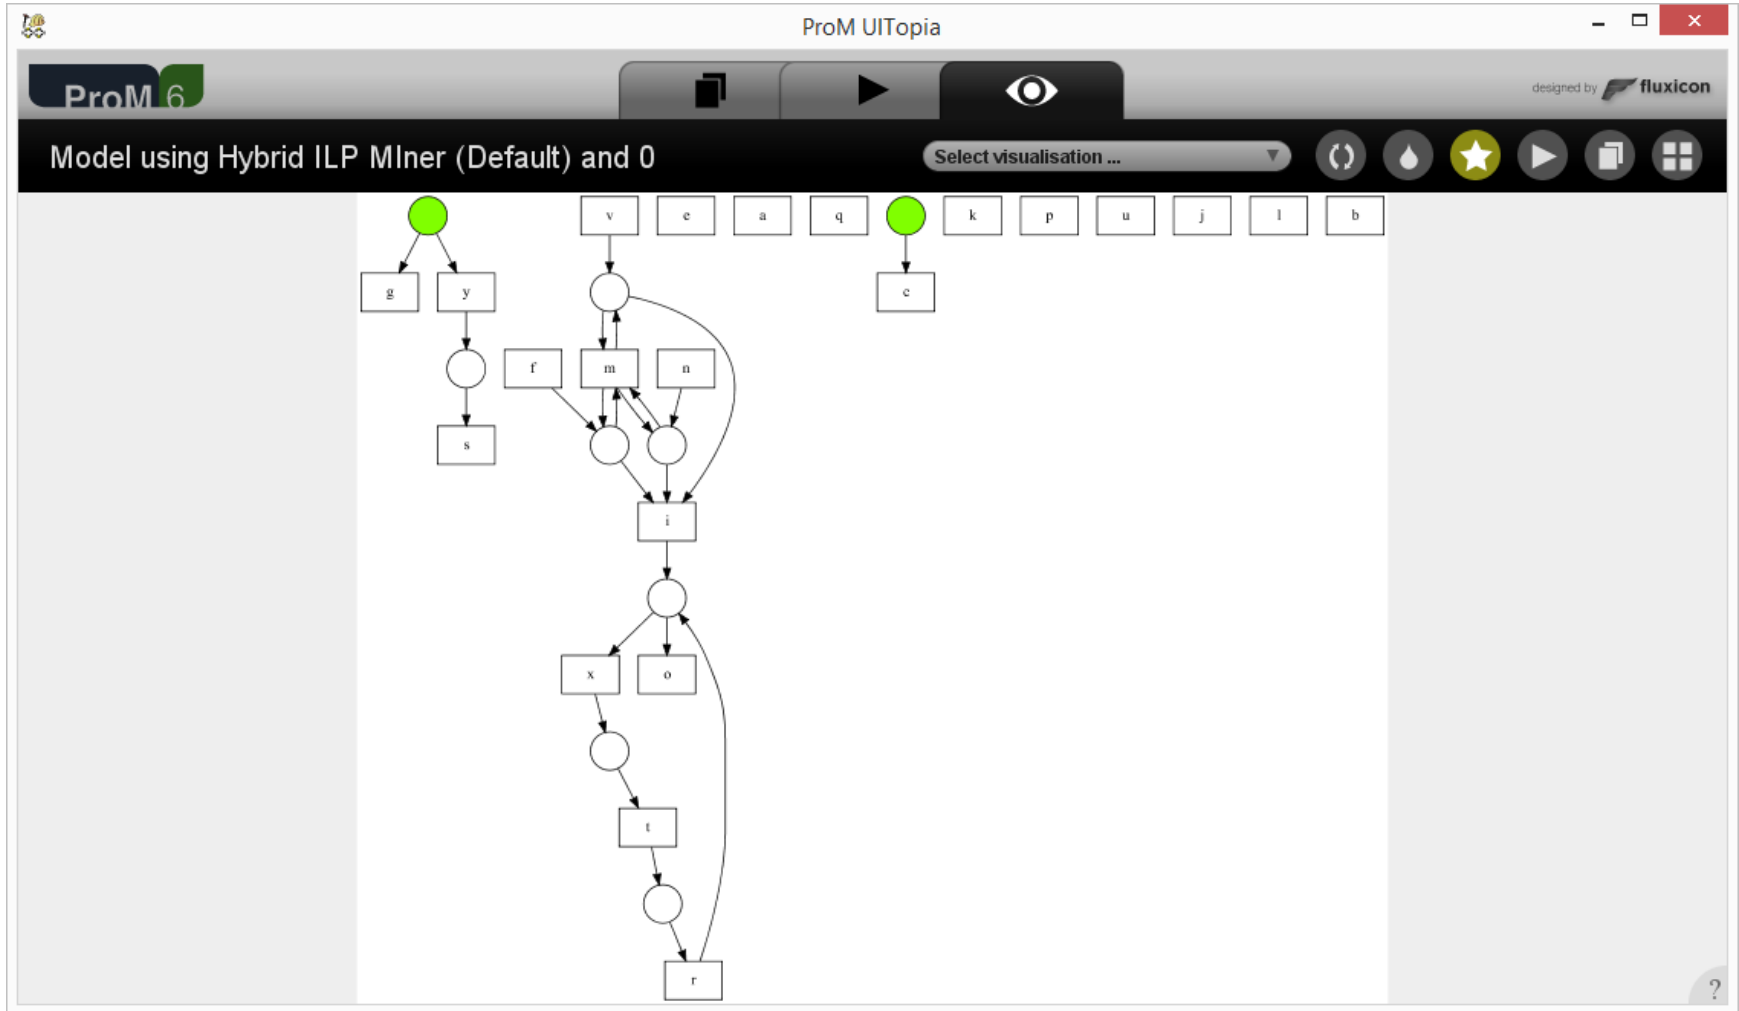 ProM UITopia
ProM 6
designed by fluxicon
Model using Hybrid ILP MIner (Default) and 0
Select visualisation ...
v e a q k p u j l b
g y c
f m n
s
i
x o
t
r
?